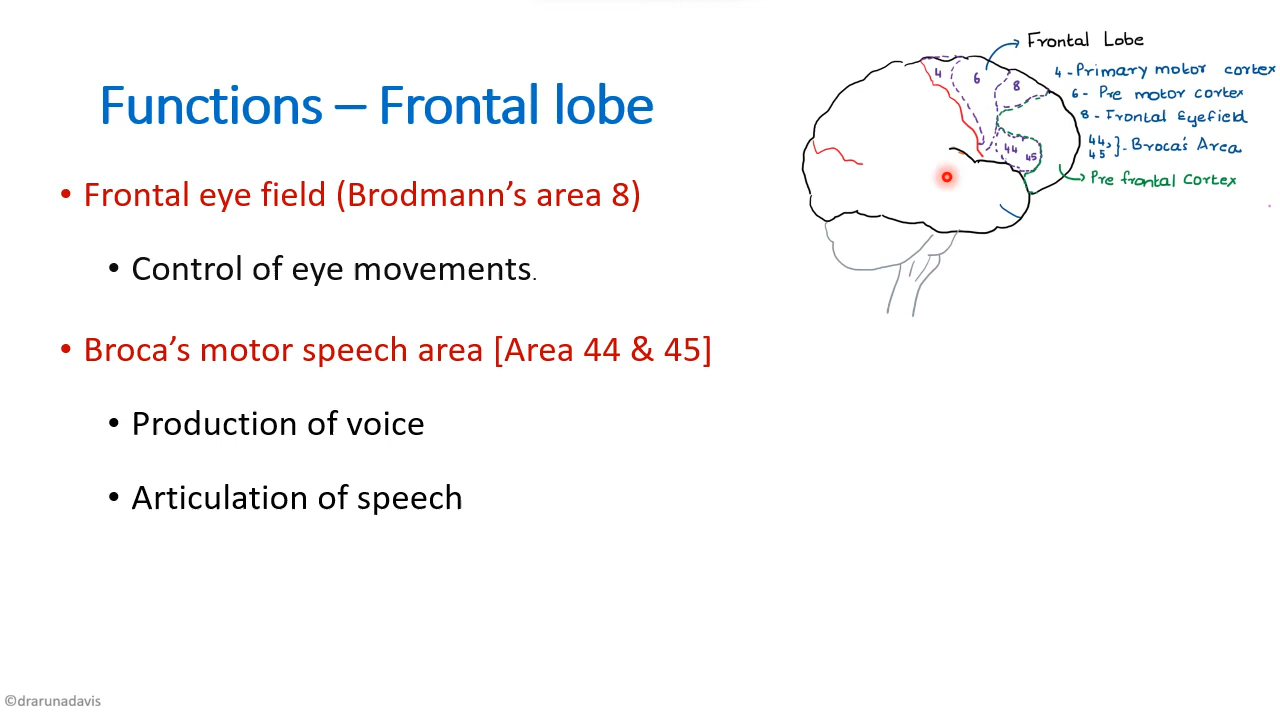 Functions – Frontal lobe
• Frontal eye field (Brodmann’s area 8)
• Control of eye movements.
• Broca’s motor speech area [Area 44 & 45]
• Production of voice
• Articulation of speech
Frontal Lobe
4 - Primary motor cortex
6 - Pre motor cortex
8 - Frontal Eyefield
44, 45 } - Broca's Area
Pre frontal Cortex
4
6
8
44
45
©drarunadavis